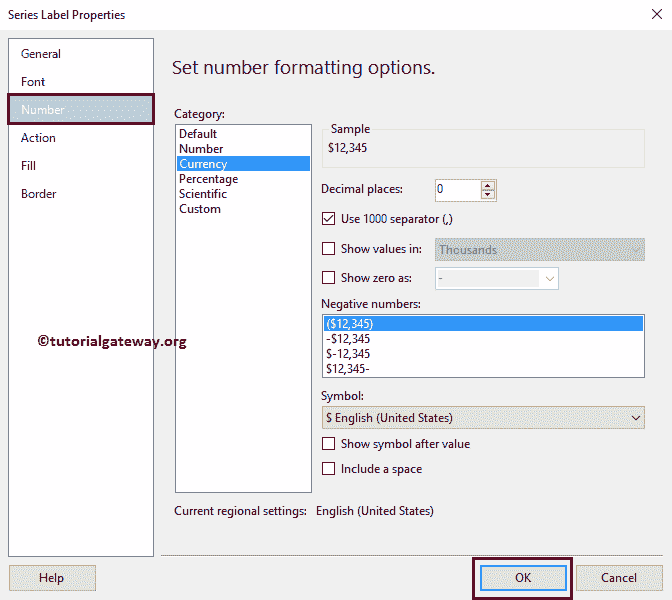 Series Label Properties
General
Font
Number
Action
Fill
Border
Set number formatting options.
Category:
Default
Number
Currency
Percentage
Scientific
Custom
Sample
$12,345
Decimal places: 0
Use 1000 separator (,)
Show values in: Thousands
Show zero as: -
Negative numbers:
($12,345)
-$12,345
$-12,345
$12,345-
Symbol:
$ English (United States)
Show symbol after value
Include a space
©tutorialgateway.org
Current regional settings: English (United States)
Help
OK
Cancel